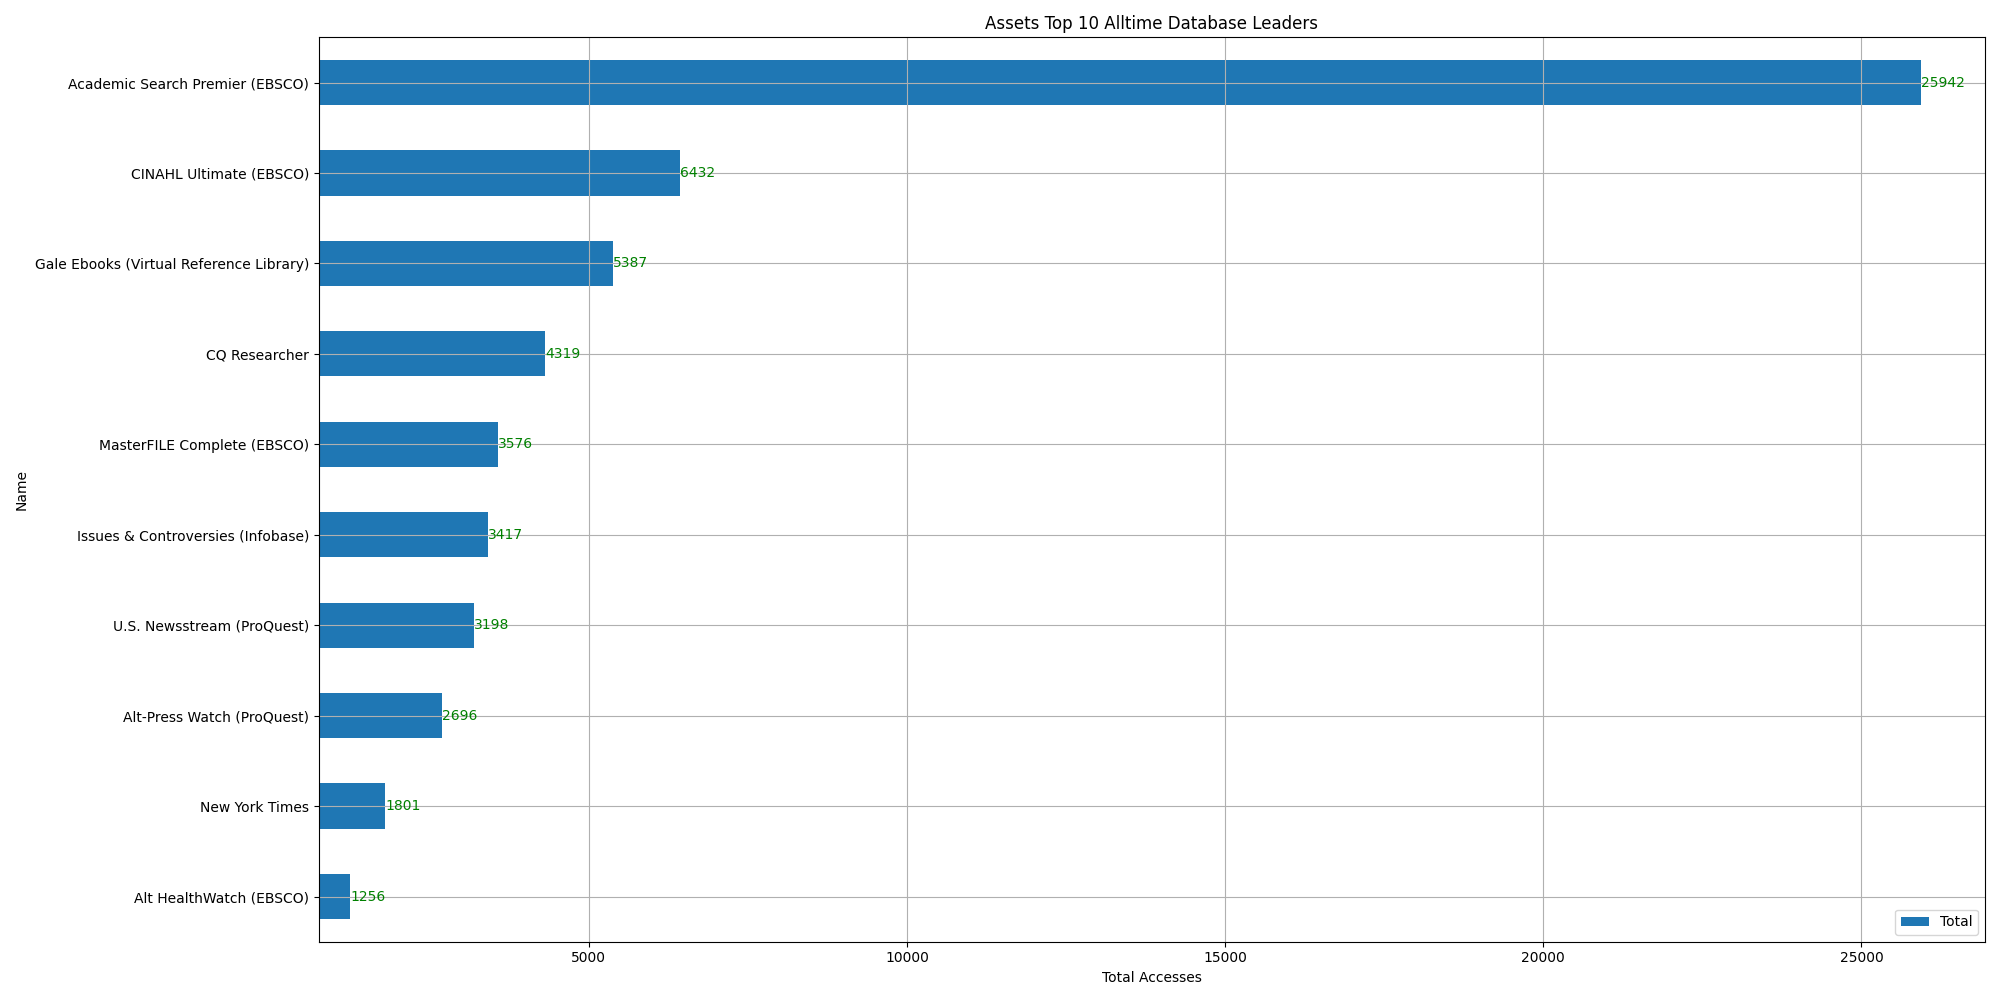 Assets Top 10 Alltime Database Leaders
Academic Search Premier (EBSCO) 25942
CINAHL Ultimate (EBSCO) 6432
Gale Ebooks (Virtual Reference Library) 5387
CQ Researcher 4319
MasterFILE Complete (EBSCO) 3576
Issues & Controversies (Infobase) 3417
U.S. Newsstream (ProQuest) 3198
Alt-Press Watch (ProQuest) 2696
New York Times 1801
Alt HealthWatch (EBSCO) 1256
Name
Total
5000 10000 15000 20000 25000
Total Accesses